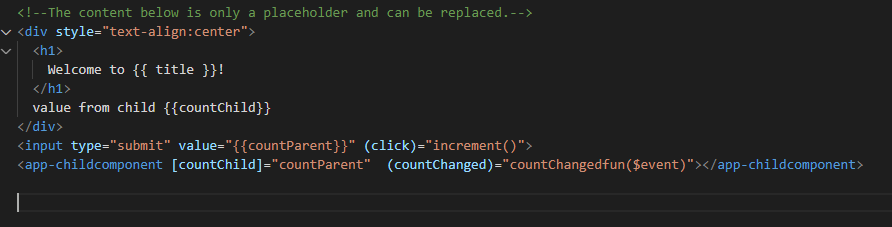 <!--The content below is only a placeholder and can be replaced.-->
<div style="text-align:center">
<h1>
Welcome to {{ title }}!
</h1>
value from child {{countChild}}
</div>
<input type="submit" value="{{countParent}}" (click)="increment()">
<app-childcomponent [countChild]="countParent"  (countChanged)="countChangedfun($event)"></app-childcomponent>